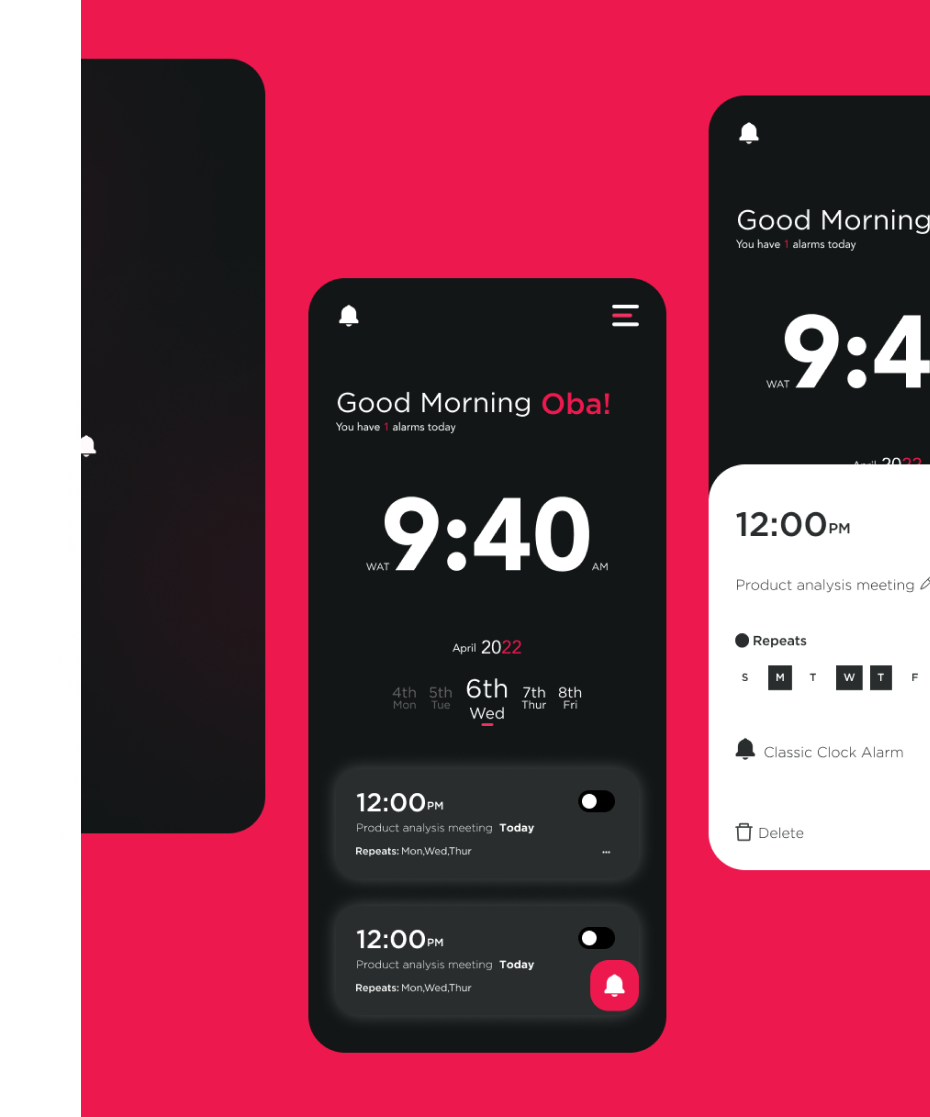 Good Morning Oba!
You have 1 alarms today
WAT 9:40 AM
April 2022
4th 5th 6th 7th 8th
Mon Tue Wed Thur Fri
12:00PM
Product analysis meeting Today
Repeats: Mon,Wed,Thur
...
12:00PM
Product analysis meeting Today
Repeats: Mon,Wed,Thur
Good Morning
You have 1 alarms today
WAT 9:4
April 2022
12:00PM
Product analysis meeting
Repeats
S M T W T F
Classic Clock Alarm
Delete